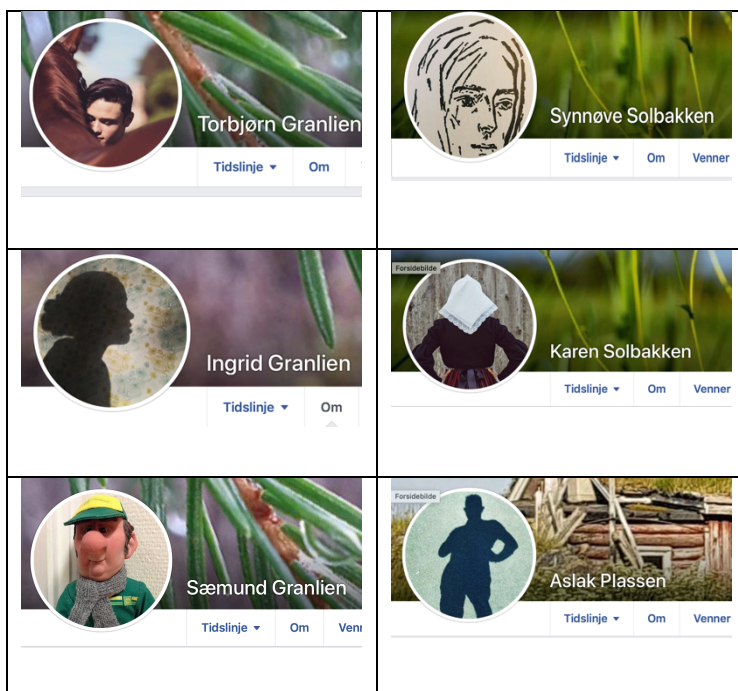 Torbjørn Granlien
Tidslinje Om
Synnøve Solbakken
Tidslinje Om Venner
Ingrid Granlien
Tidslinje Om
Forsidebilde
Karen Solbakken
Tidslinje Om Venner
Sæmund Granlien
Tidslinje Om Venn
Forsidebilde
Aslak Plassen
Tidslinje Om Venner